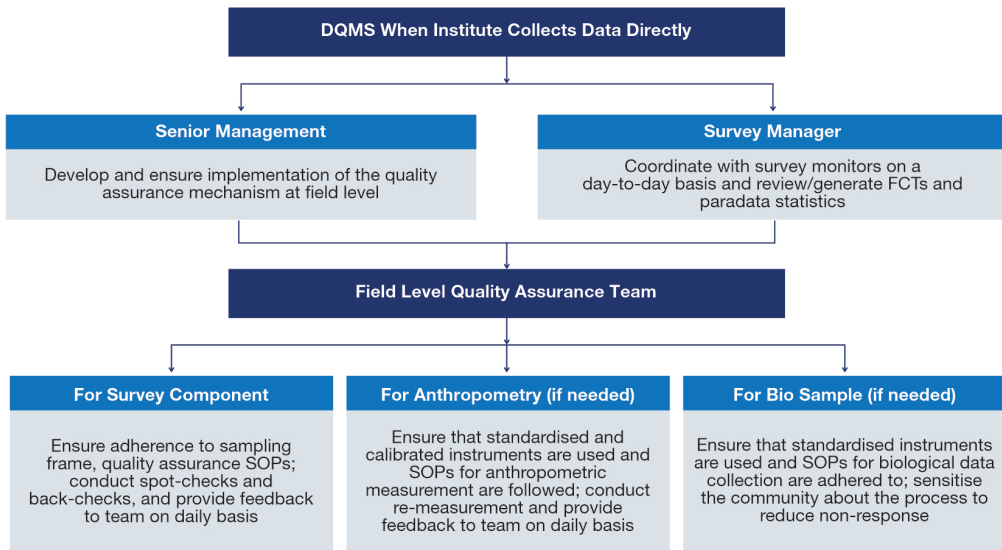 DQMS When Institute Collects Data Directly
Senior Management
Develop and ensure implementation of the quality
assurance mechanism at field level
Survey Manager
Coordinate with survey monitors on a
day-to-day basis and review/generate FCTs and
paradata statistics
Field Level Quality Assurance Team
For Survey Component
Ensure adherence to sampling
frame, quality assurance SOPs;
conduct spot-checks and
back-checks, and provide feedback
to team on daily basis
For Anthropometry (if needed)
Ensure that standardised and
calibrated instruments are used and
SOPs for anthropometric
measurement are followed; conduct
re-measurement and provide
feedback to team on daily basis
For Bio Sample (if needed)
Ensure that standardised instruments
are used and SOPs for biological data
collection are adhered to; sensitise
the community about the process to
reduce non-response